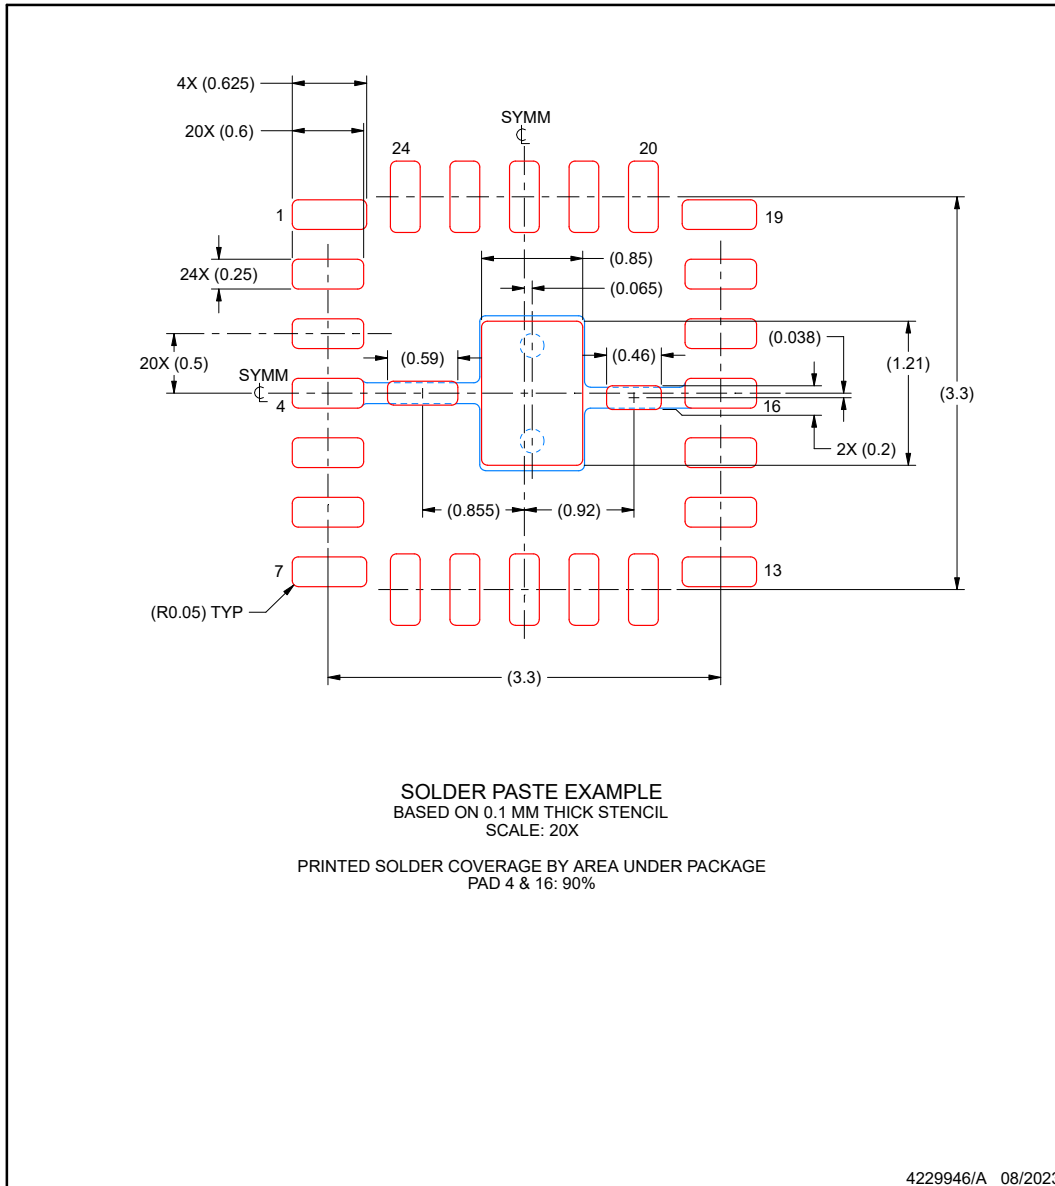 4X (0.625)
20X (0.6)
SYMM
24
20
1
19
24X (0.25)
(0.85)
(0.065)
(0.038)
20X (0.5)
(0.59)
(0.46)
(1.21)
SYMM
4
16
(3.3)
2X (0.2)
(0.855)
(0.92)
7
13
(R0.05) TYP
(3.3)
SOLDER PASTE EXAMPLE
BASED ON 0.1 MM THICK STENCIL
SCALE: 20X
PRINTED SOLDER COVERAGE BY AREA UNDER PACKAGE
PAD 4 & 16: 90%
4229946/A 08/2023